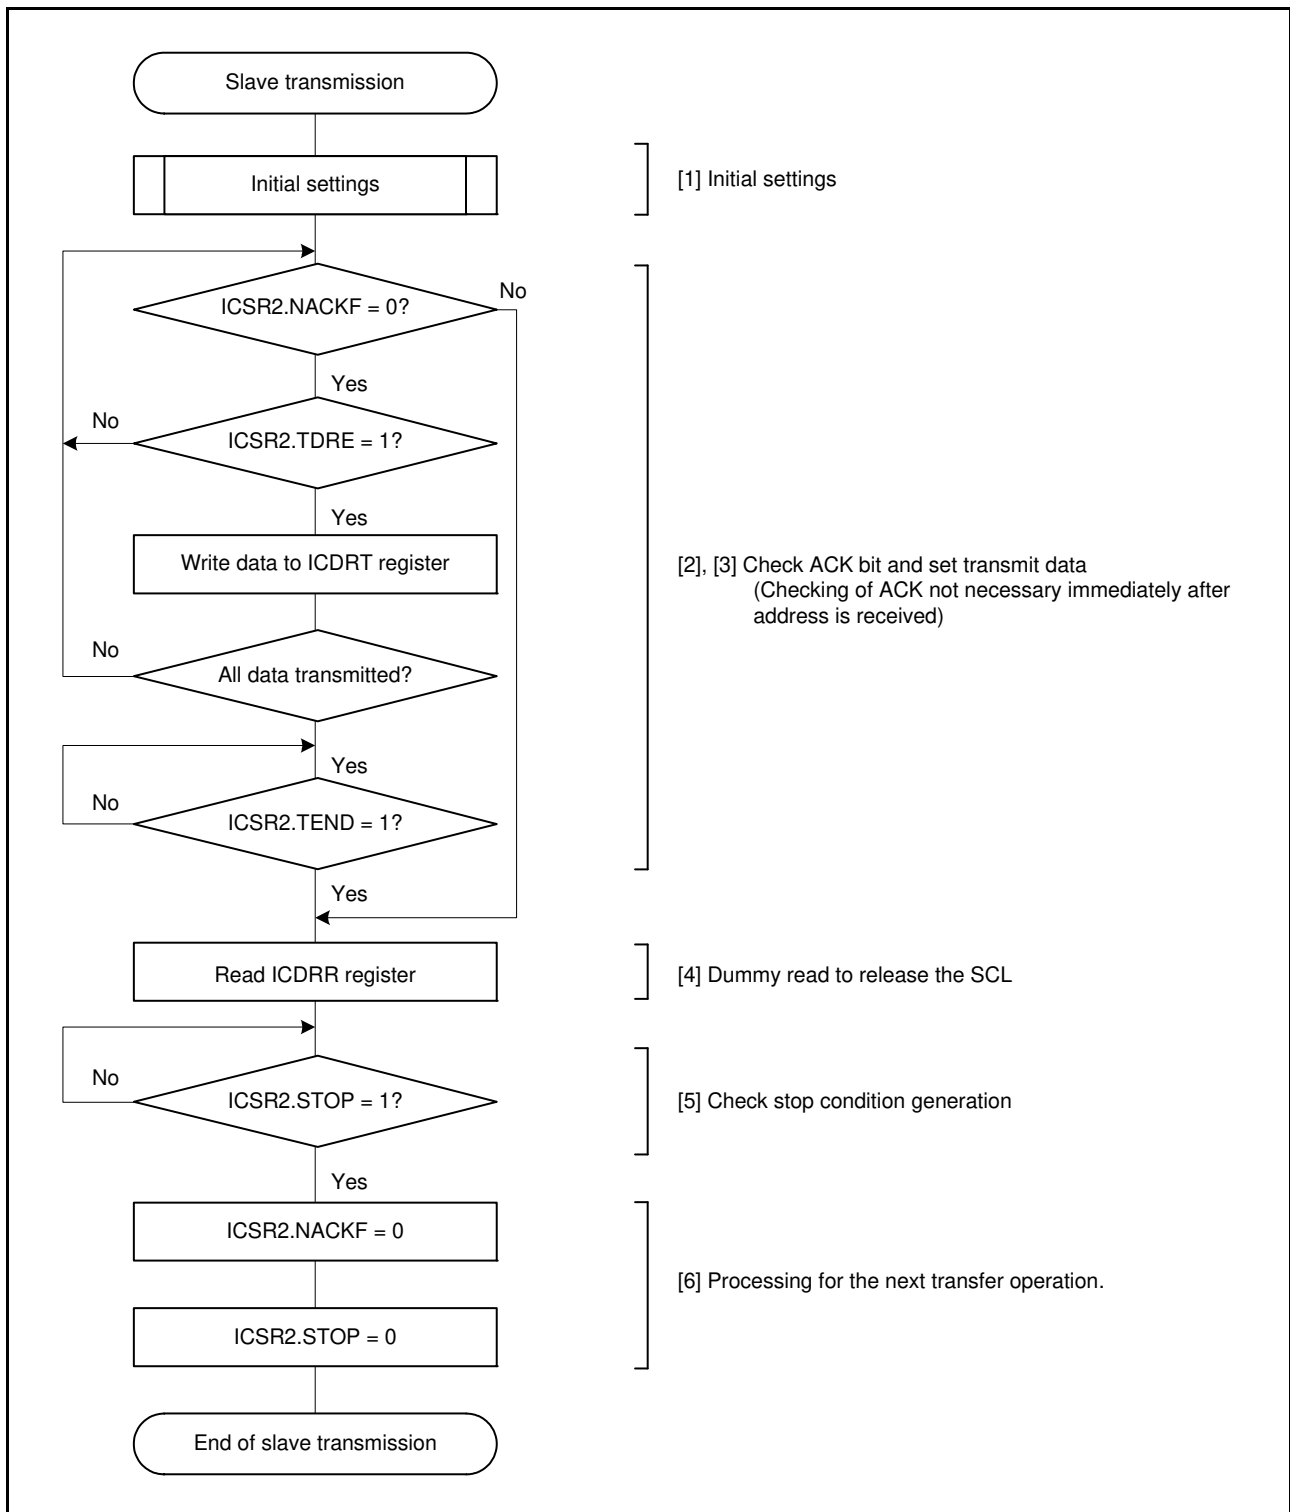 Slave transmission
Initial settings
[1] Initial settings
ICSR2.NACKF = 0?
No
Yes
No
ICSR2.TDRE = 1?
Yes
Write data to ICDRT register
[2], [3] Check ACK bit and set transmit data
(Checking of ACK not necessary immediately after
address is received)
No
All data transmitted?
Yes
No
ICSR2.TEND = 1?
Yes
Read ICDRR register
[4] Dummy read to release the SCL
No
ICSR2.STOP = 1?
[5] Check stop condition generation
Yes
ICSR2.NACKF = 0
[6] Processing for the next transfer operation.
ICSR2.STOP = 0
End of slave transmission